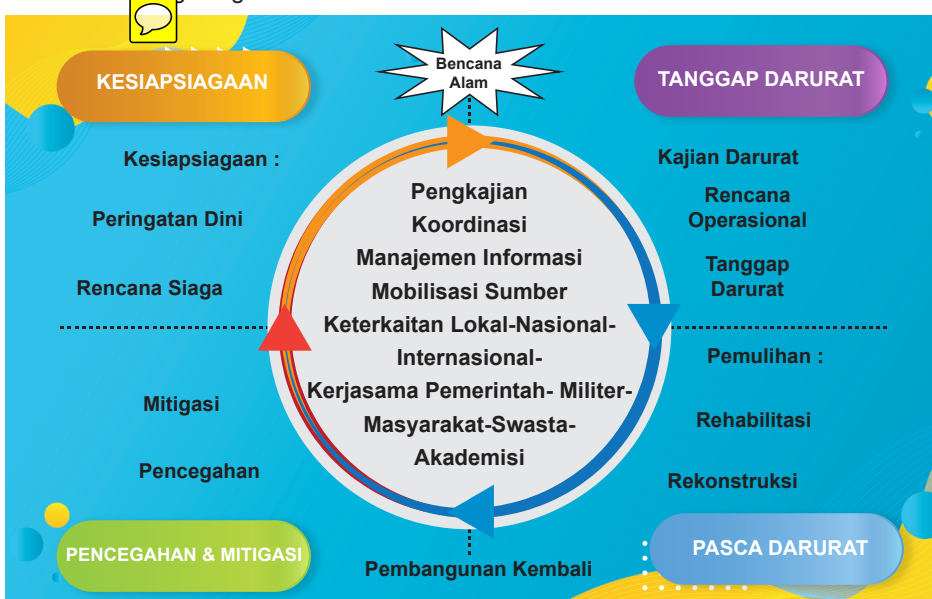 KESIAPSIAGAAN
Bencana
Alam
TANGGAP DARURAT
Kesiapsiagaan :
Peringatan Dini
Rencana Siaga
Kajian Darurat
Rencana
Operasional
Tanggap
Darurat
Pengkajian
Koordinasi
Manajemen Informasi
Mobilisasi Sumber
Keterkaitan Lokal-Nasional-
Internasional-
Kerjasama Pemerintah- Militer-
Masyarakat-Swasta-
Akademisi
Mitigasi
Pencegahan
Pemulihan :
Rehabilitasi
Rekonstruksi
PENCEGAHAN & MITIGASI
Pembangunan Kembali
PASCA DARURAT